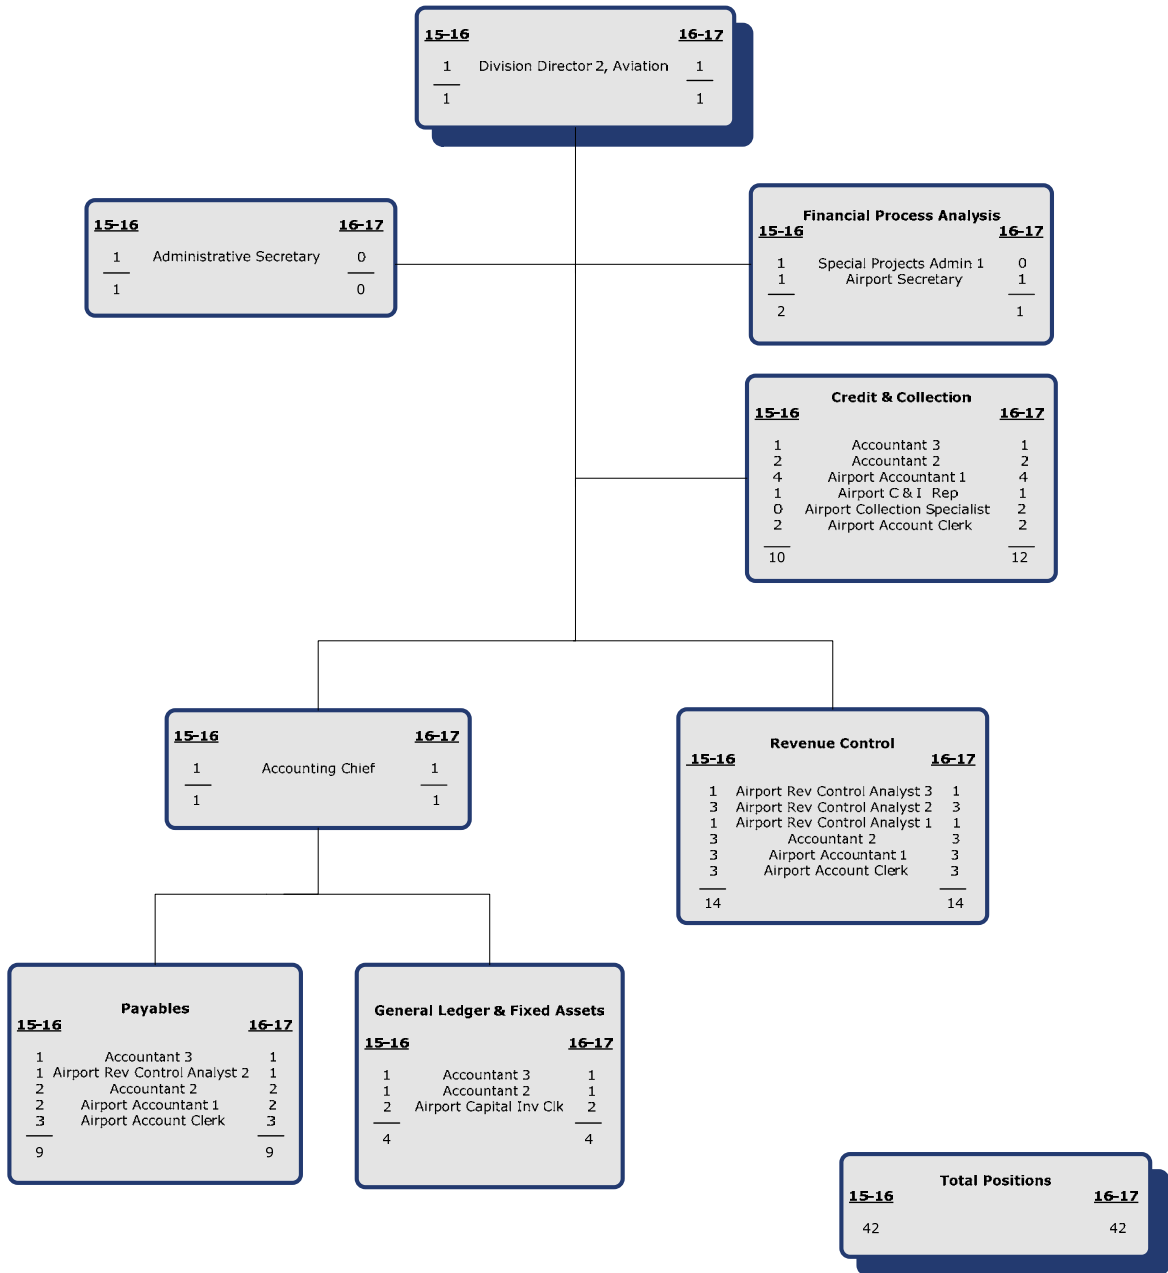 15-16 16-17
1 Division Director 2, Aviation 1
1 1
15-16 16-17
1 Administrative Secretary 0
1 0
Financial Process Analysis
15-16 16-17
1 Special Projects Admin 1 0
1 Airport Secretary 1
2 1
Credit & Collection
15-16 16-17
1 Accountant 3 1
2 Accountant 2 2
4 Airport Accountant 1 4
1 Airport C & I Rep 1
0 Airport Collection Specialist 2
2 Airport Account Clerk 2
10 12
15-16 16-17
1 Accounting Chief 1
1 1
Revenue Control
15-16 16-17
1 Airport Rev Control Analyst 3 1
3 Airport Rev Control Analyst 2 3
1 Airport Rev Control Analyst 1 1
3 Accountant 2 3
3 Airport Accountant 1 3
3 Airport Account Clerk 3
14 14
Payables
15-16 16-17
1 Accountant 3 1
1 Airport Rev Control Analyst 2 1
2 Accountant 2 2
2 Airport Accountant 1 2
3 Airport Account Clerk 3
9 9
General Ledger & Fixed Assets
15-16 16-17
1 Accountant 3 1
1 Accountant 2 1
2 Airport Capital Inv Clk 2
4 4
Total Positions
15-16 16-17
42 42